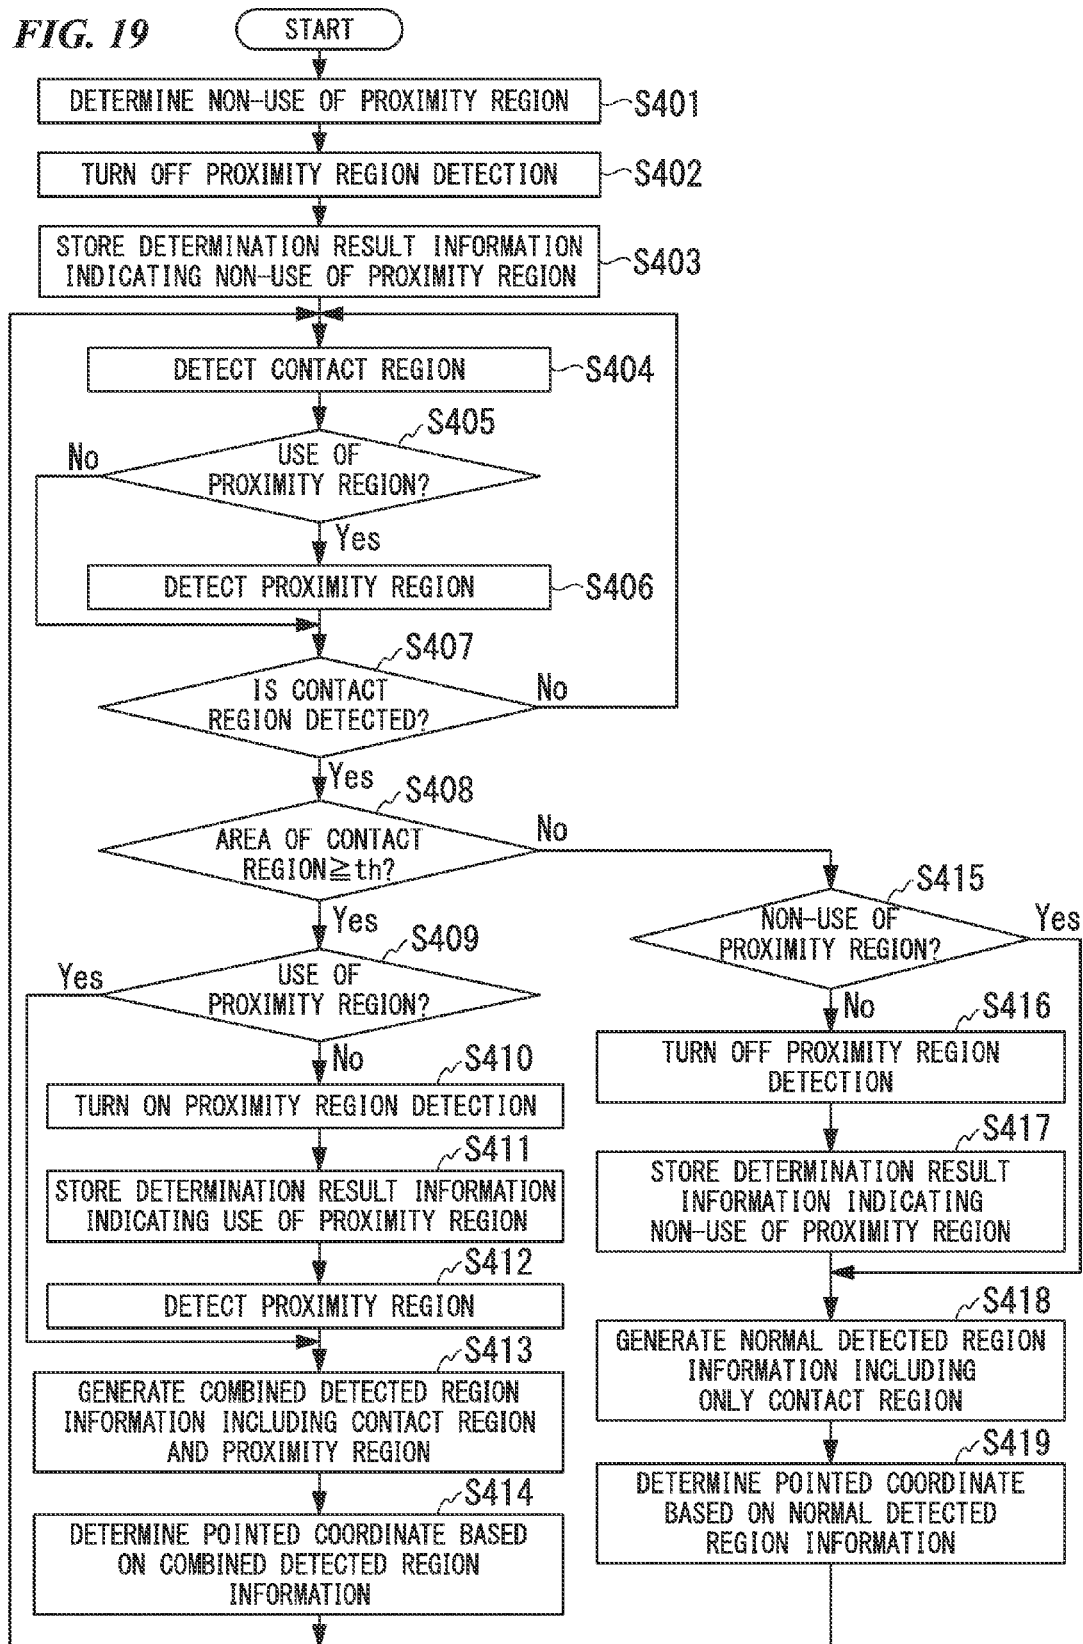 FIG. 19
START
DETERMINE NON-USE OF PROXIMITY REGION
S401
TURN OFF PROXIMITY REGION DETECTION
S402
STORE DETERMINATION RESULT INFORMATION
INDICATING NON-USE OF PROXIMITY REGION
S403
DETECT CONTACT REGION
S404
S405
No
USE OF
PROXIMITY REGION?
Yes
DETECT PROXIMITY REGION
S406
S407
IS CONTACT
REGION DETECTED?
No
Yes
S408
AREA OF CONTACT
REGION≧th?
No
Yes
S409
Yes
USE OF
PROXIMITY REGION?
No
S410
TURN ON PROXIMITY REGION DETECTION
S411
STORE DETERMINATION RESULT INFORMATION
INDICATING USE OF PROXIMITY REGION
S412
DETECT PROXIMITY REGION
S413
GENERATE COMBINED DETECTED REGION
INFORMATION INCLUDING CONTACT REGION
AND PROXIMITY REGION
S414
DETERMINE POINTED COORDINATE BASED
ON COMBINED DETECTED REGION
INFORMATION
S415
NON-USE OF
PROXIMITY REGION?
Yes
No
S416
TURN OFF PROXIMITY REGION
DETECTION
S417
STORE DETERMINATION RESULT
INFORMATION INDICATING
NON-USE OF PROXIMITY REGION
S418
GENERATE NORMAL DETECTED REGION
INFORMATION INCLUDING
ONLY CONTACT REGION
S419
DETERMINE POINTED COORDINATE
BASED ON NORMAL DETECTED
REGION INFORMATION